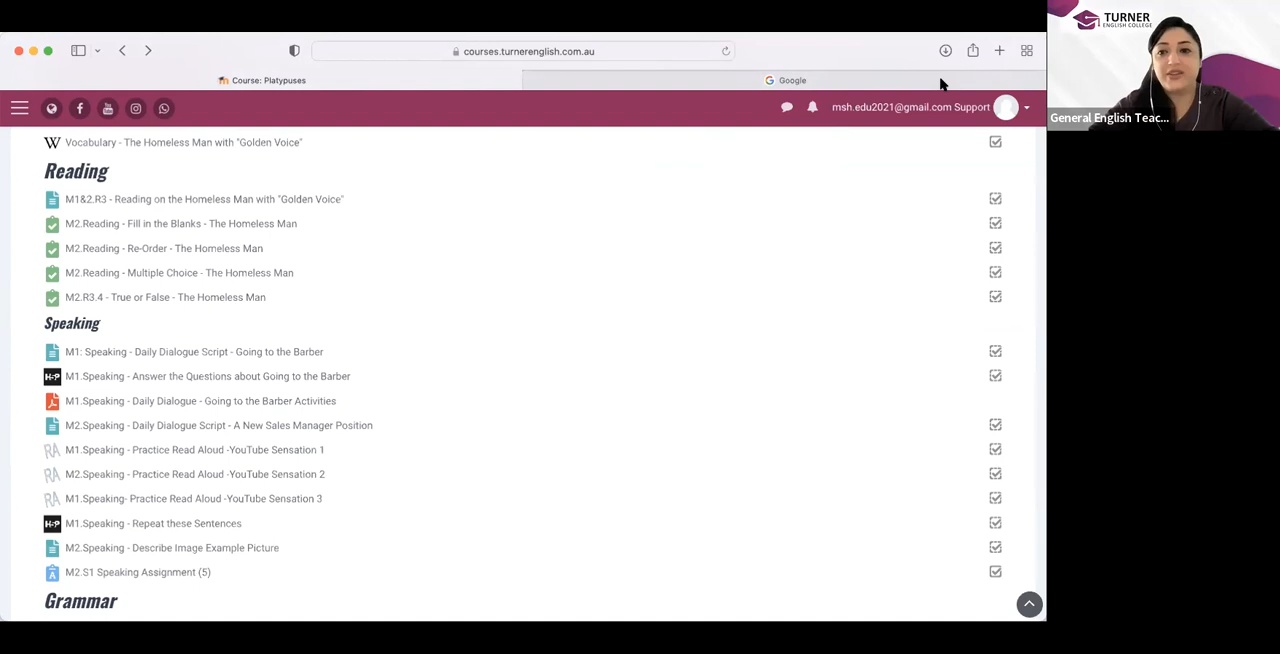 TURNER
ENGLISH COLLEGE
courses.turnerenglish.com.au
Course: Platypuses
Google
msh.edu2021@gmail.com Support
General English Teac...
Vocabulary - The Homeless Man with "Golden Voice"
Reading
M1&2.R3 - Reading on the Homeless Man with "Golden Voice"
M2.Reading - Fill in the Blanks - The Homeless Man
M2.Reading - Re-Order - The Homeless Man
M2.Reading - Multiple Choice - The Homeless Man
M2.R3.4 - True or False - The Homeless Man
Speaking
M1: Speaking - Daily Dialogue Script - Going to the Barber
H-P M1.Speaking - Answer the Questions about Going to the Barber
M1.Speaking - Daily Dialogue - Going to the Barber Activities
M2.Speaking - Daily Dialogue Script - A New Sales Manager Position
RA M1.Speaking - Practice Read Aloud -YouTube Sensation 1
RA M2.Speaking - Practice Read Aloud -YouTube Sensation 2
RA M1.Speaking- Practice Read Aloud -YouTube Sensation 3
H-P M1.Speaking - Repeat these Sentences
M2.Speaking - Describe Image Example Picture
A M2.S1 Speaking Assignment (5)
Grammar